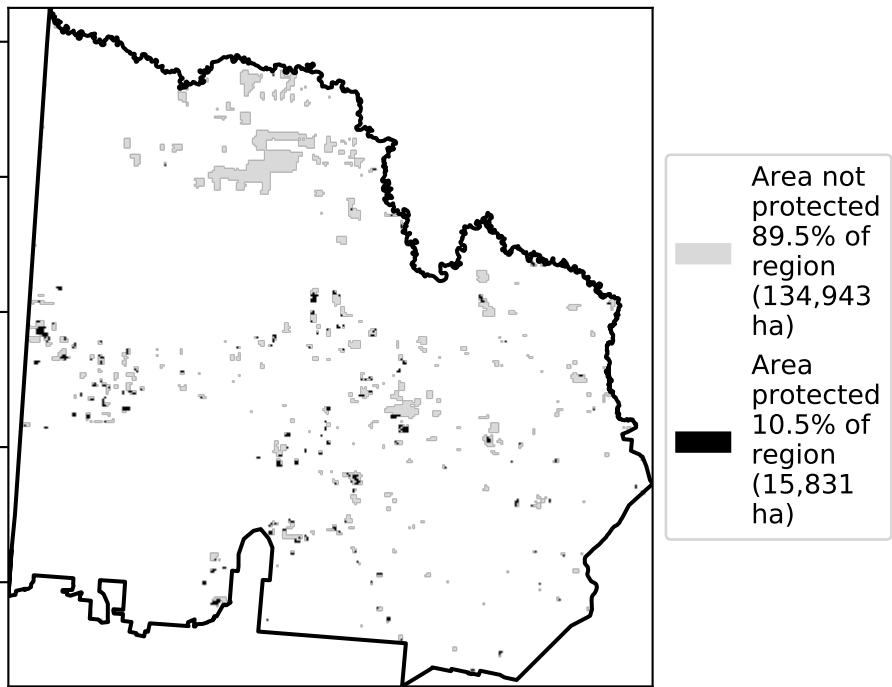 Area not
protected
89.5% of
region
(134,943
ha)
Area
protected
10.5% of
region
(15,831
ha)